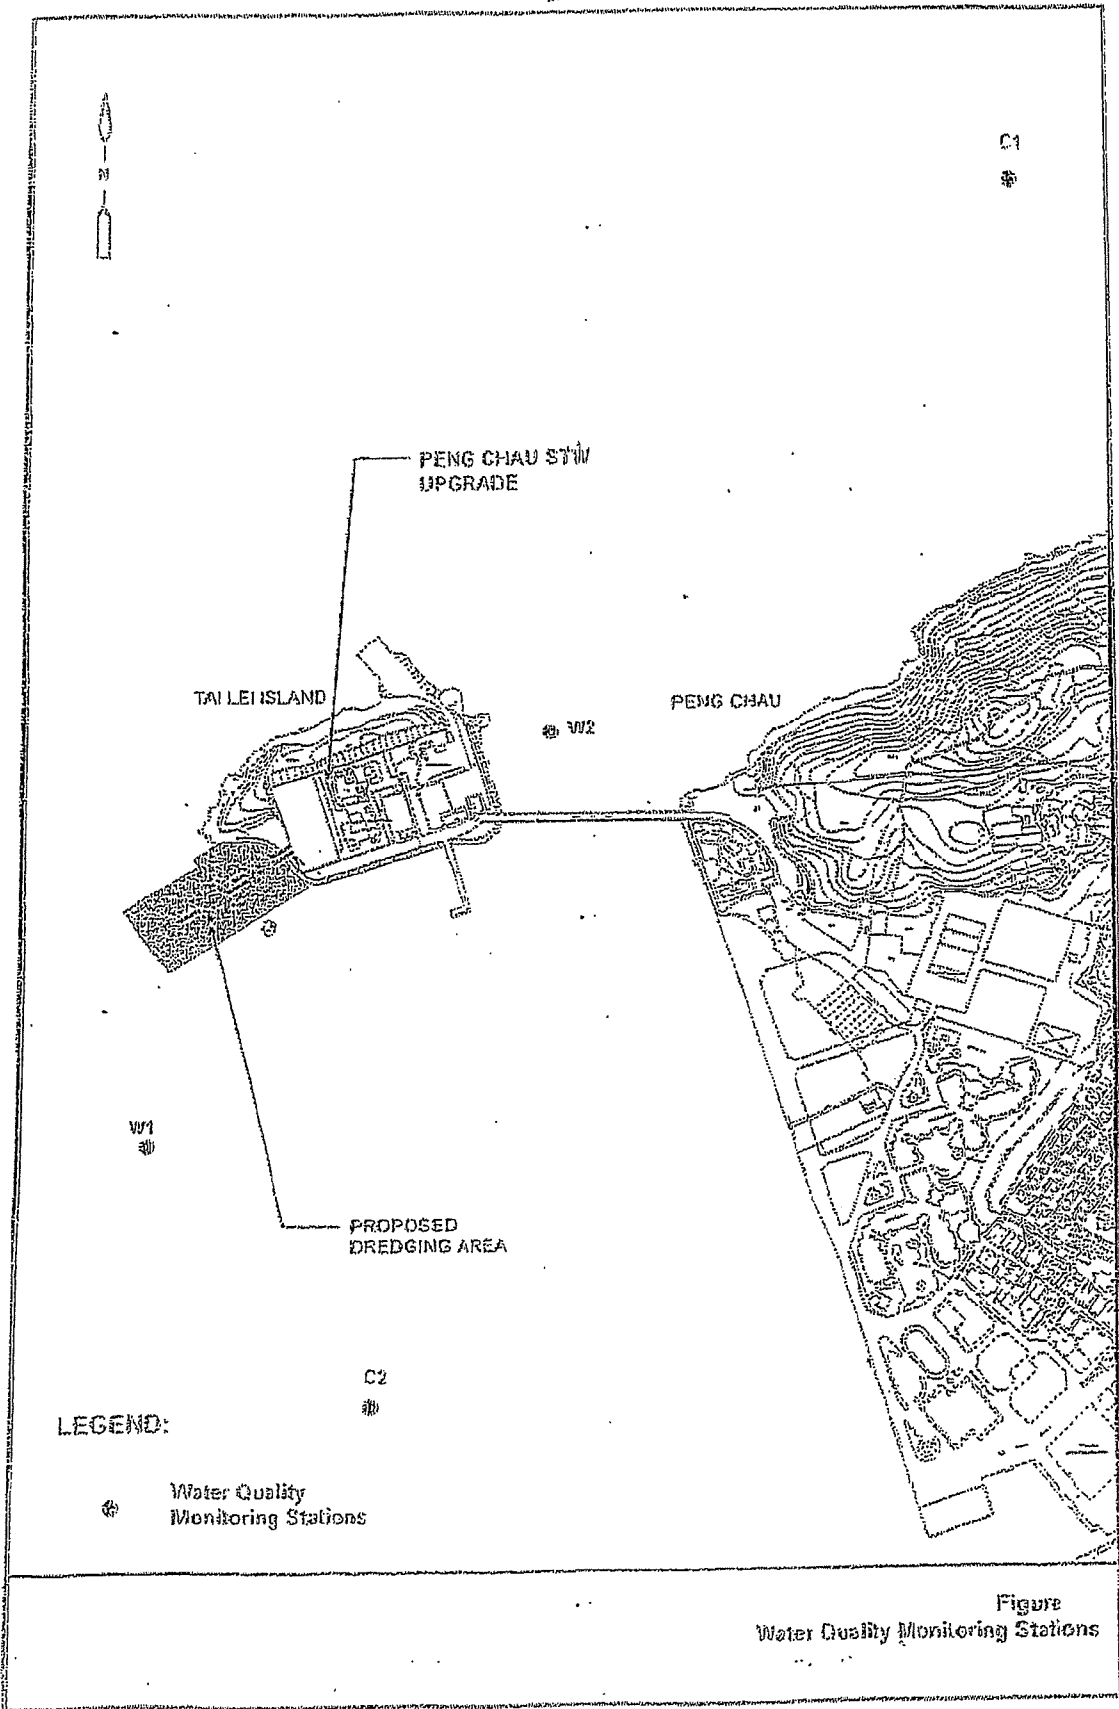 N
C1
PENG CHAU STW
UPGRADE
TAI LEI ISLAND
PENG CHAU
W2
W1
PROPOSED
DREDGING AREA
C2
LEGEND:
Water Quality
Monitoring Stations
Figure
Water Quality Monitoring Stations